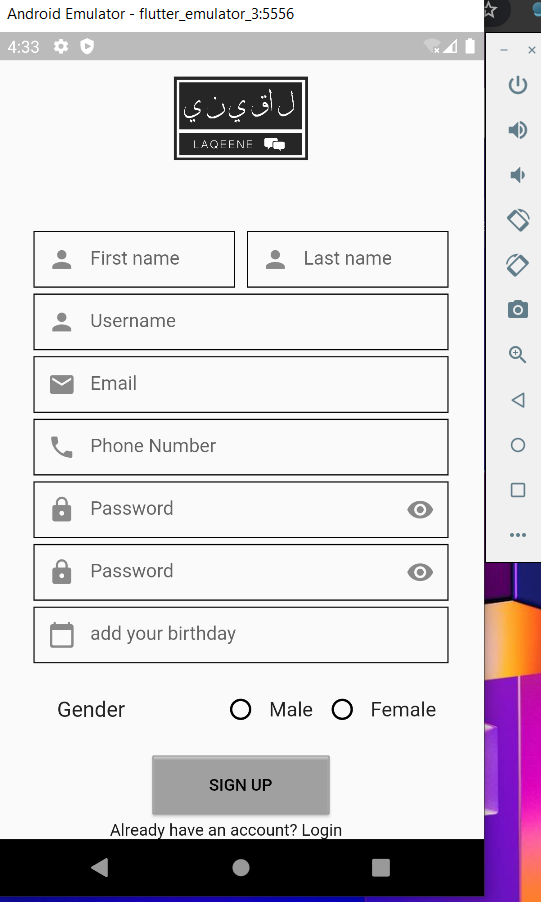 Android Emulator - flutter_emulator_3:5556
4:33
ل اق ي ن ي
LAQEENE
First name Last name
Username
Email
Phone Number
Password
Password
add your birthday
Gender Male Female
SIGN UP
Already have an account? Login